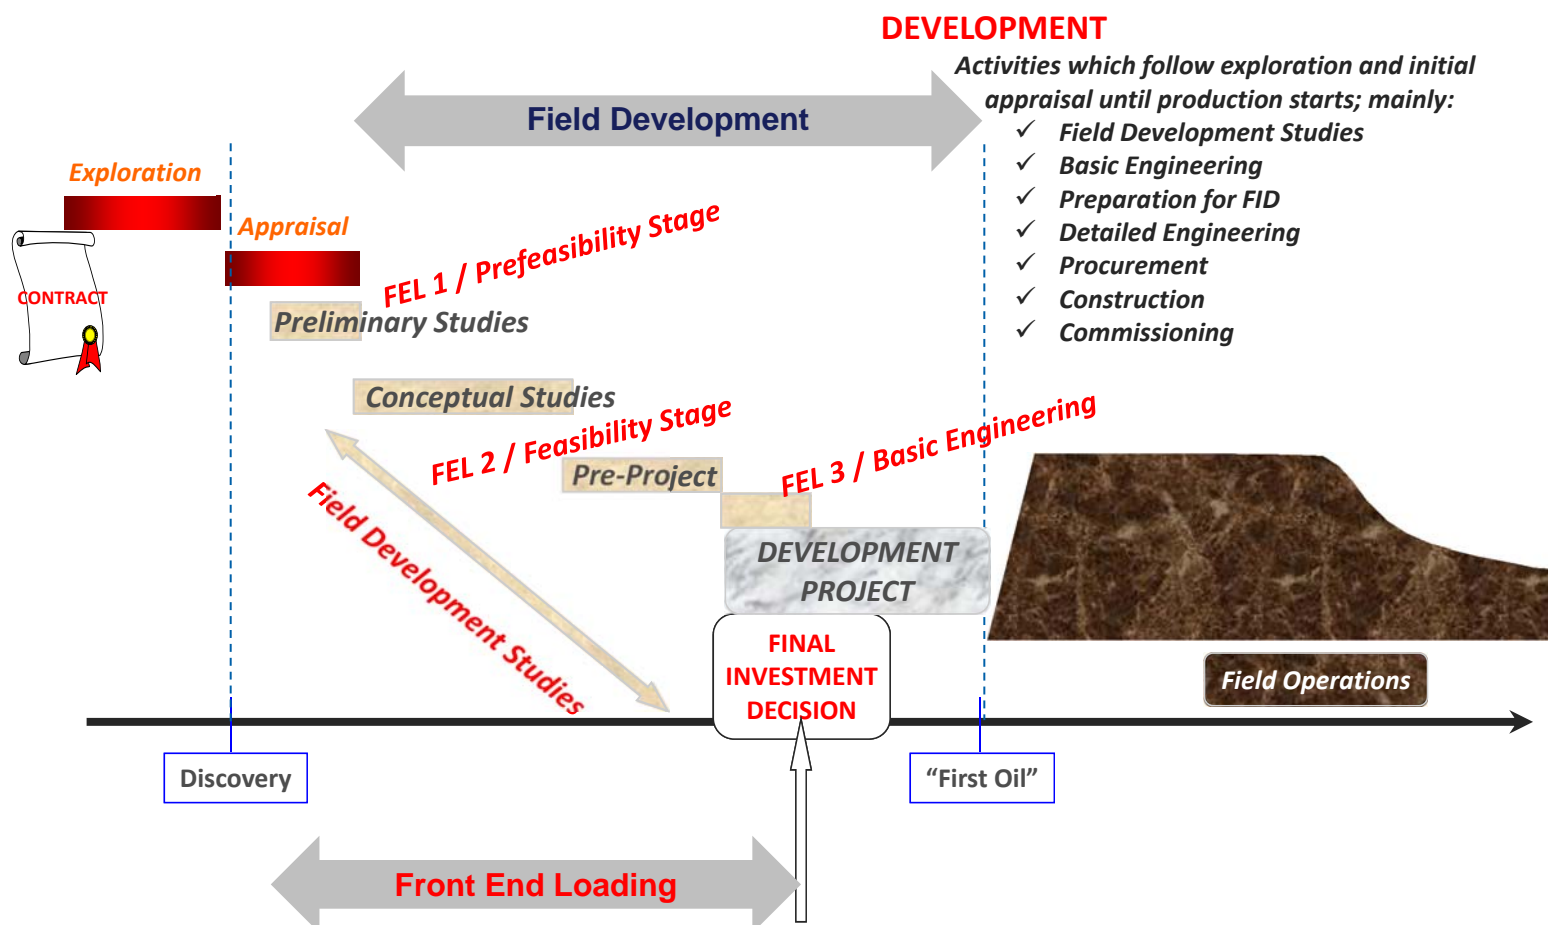 DEVELOPMENT
Activities which follow exploration and initial
appraisal until production starts; mainly:
✓ Field Development Studies
✓ Basic Engineering
✓ Preparation for FID
✓ Detailed Engineering
✓ Procurement
✓ Construction
✓ Commissioning
Field Development
Exploration
Appraisal
CONTRACT
FEL 1 / Prefeasibility Stage
Preliminary Studies
Conceptual Studies
FEL 2 / Feasibility Stage
Pre-Project
FEL 3 / Basic Engineering
Field Development Studies
DEVELOPMENT
PROJECT
FINAL
INVESTMENT
DECISION
Field Operations
Discovery
“First Oil”
Front End Loading